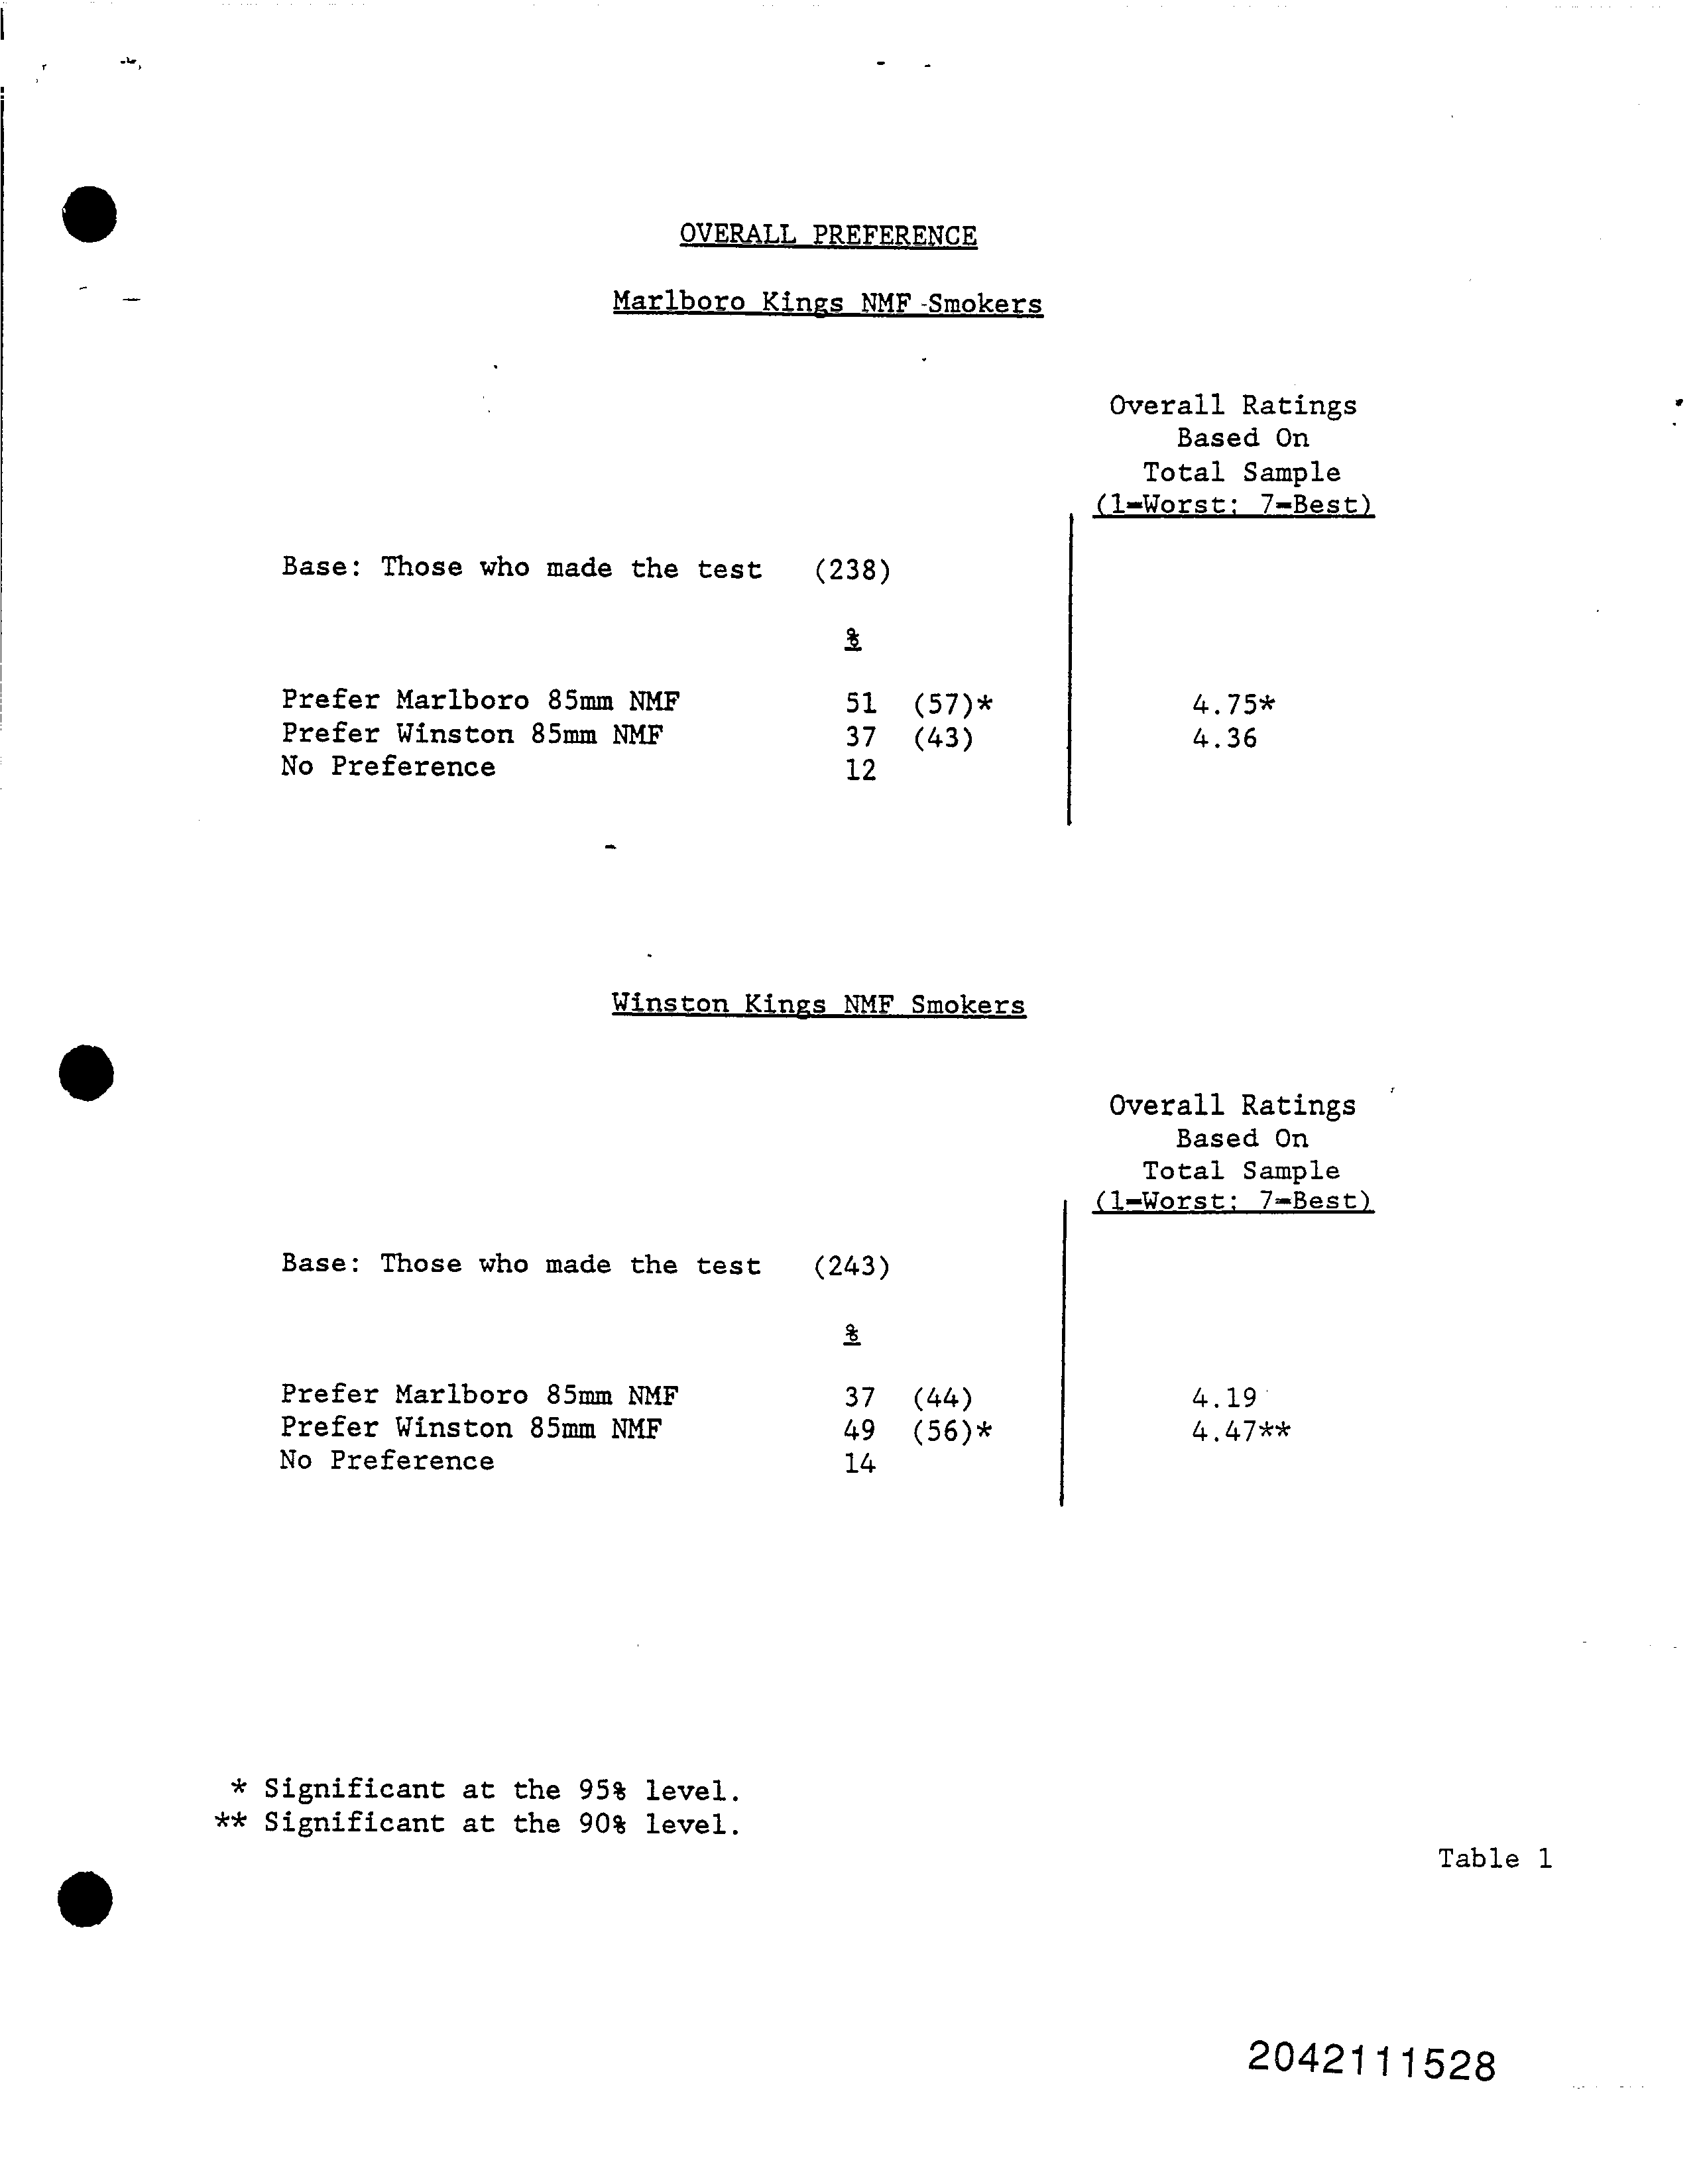 OVERALL PREFERENCE
Marlboro Kings NMF-Smokers
Overall Ratings
Based On
Total Sample
(1=Worst; 7=Best)
Base: Those who made the test (238)
%
Prefer Marlboro 85mm NMF 51 (57)* 4.75*
Prefer Winston 85mm NMF 37 (43) 4.36
No Preference 12
Winston Kings NMF Smokers
Overall Ratings
Based On
Total Sample
(1=Worst; 7=Best)
Base: Those who made the test (243)
%
Prefer Marlboro 85mm NMF 37 (44) 4.19
Prefer Winston 85mm NMF 49 (56)* 4.47**
No Preference 14
* Significant at the 95% level.
** Significant at the 90% level.
Table 1
2042111528